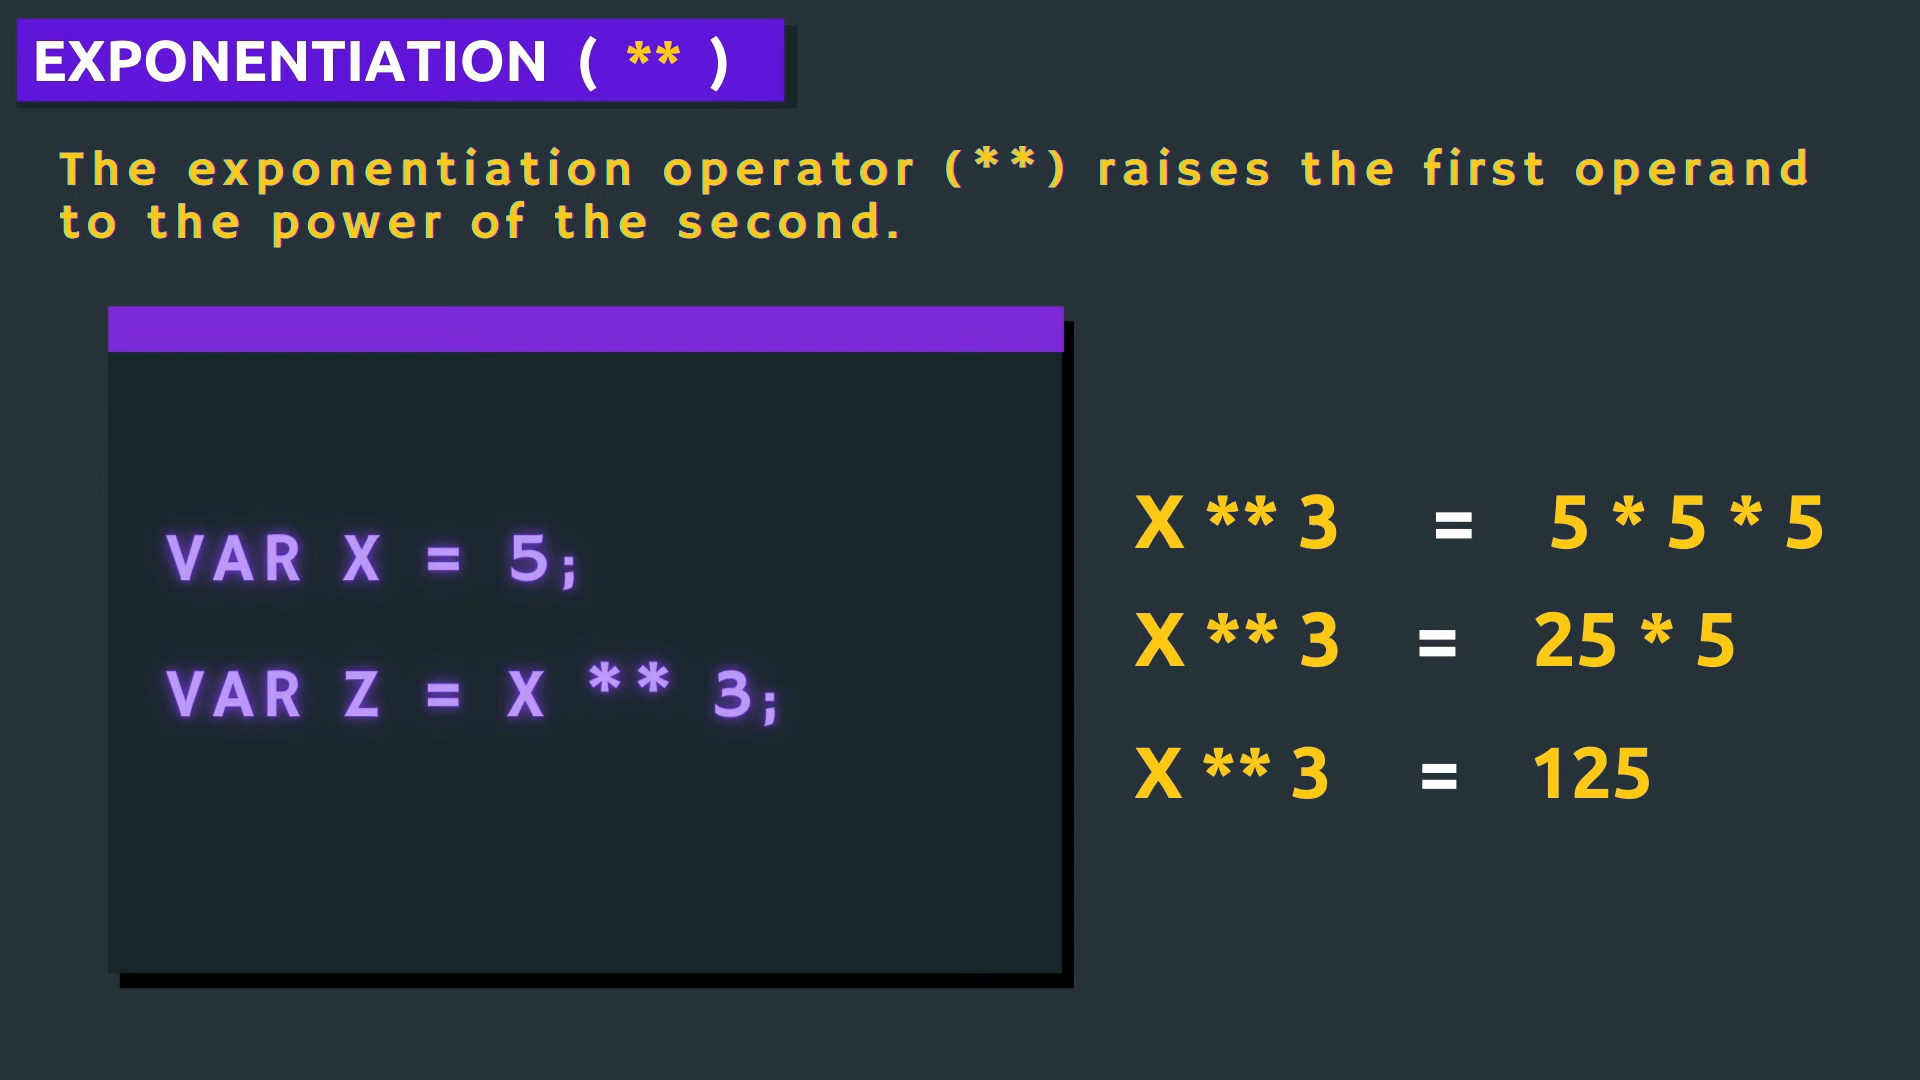 EXPONENTIATION ( ** )
The exponentiation operator (**) raises the first operand
to the power of the second.
VAR X = 5;
VAR Z = X ** 3;
X ** 3 = 5 * 5 * 5
X ** 3 = 25 * 5
X ** 3 = 125